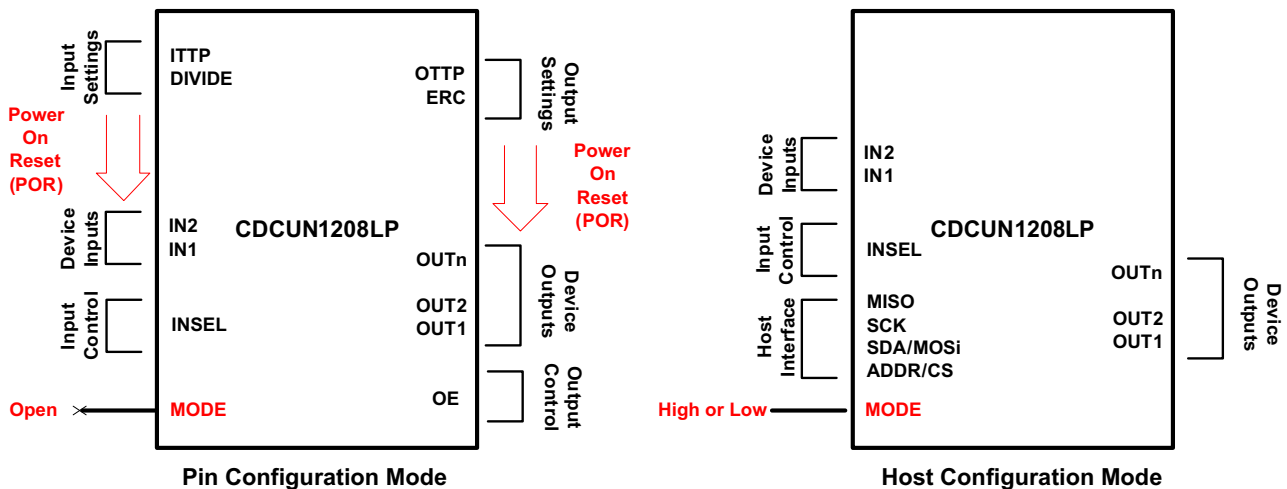 Input
Settings
ITTP
DIVIDE
Power
On
Reset
(POR)
Device
Inputs
IN2
IN1
Input
Control
INSEL
Open
MODE
CDCUN1208LP
OTTP
ERC
Output
Settings
Power
On
Reset
(POR)
OUTn
OUT2
OUT1
Device
Outputs
OE
Output
Control
Pin Configuration Mode
Device
Inputs
IN2
IN1
Input
Control
INSEL
Host
Interface
MISO
SCK
SDA/MOSi
ADDR/CS
High or Low
MODE
CDCUN1208LP
OUTn
OUT2
OUT1
Device
Outputs
Host Configuration Mode